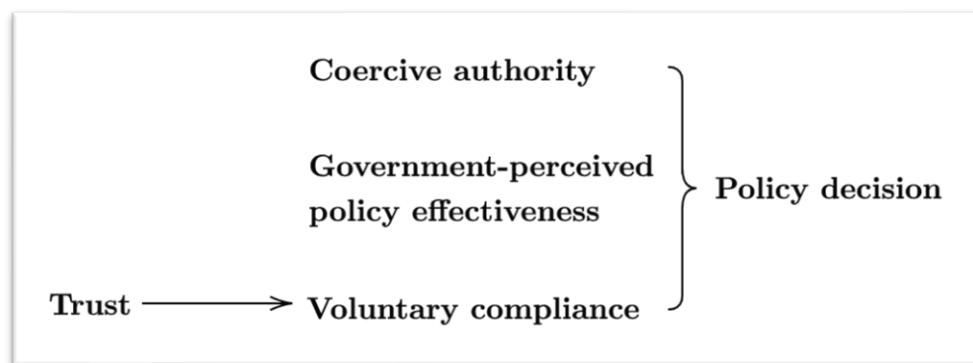 Coercive authority
Government-perceived
policy effectiveness
Policy decision
Trust
Voluntary compliance